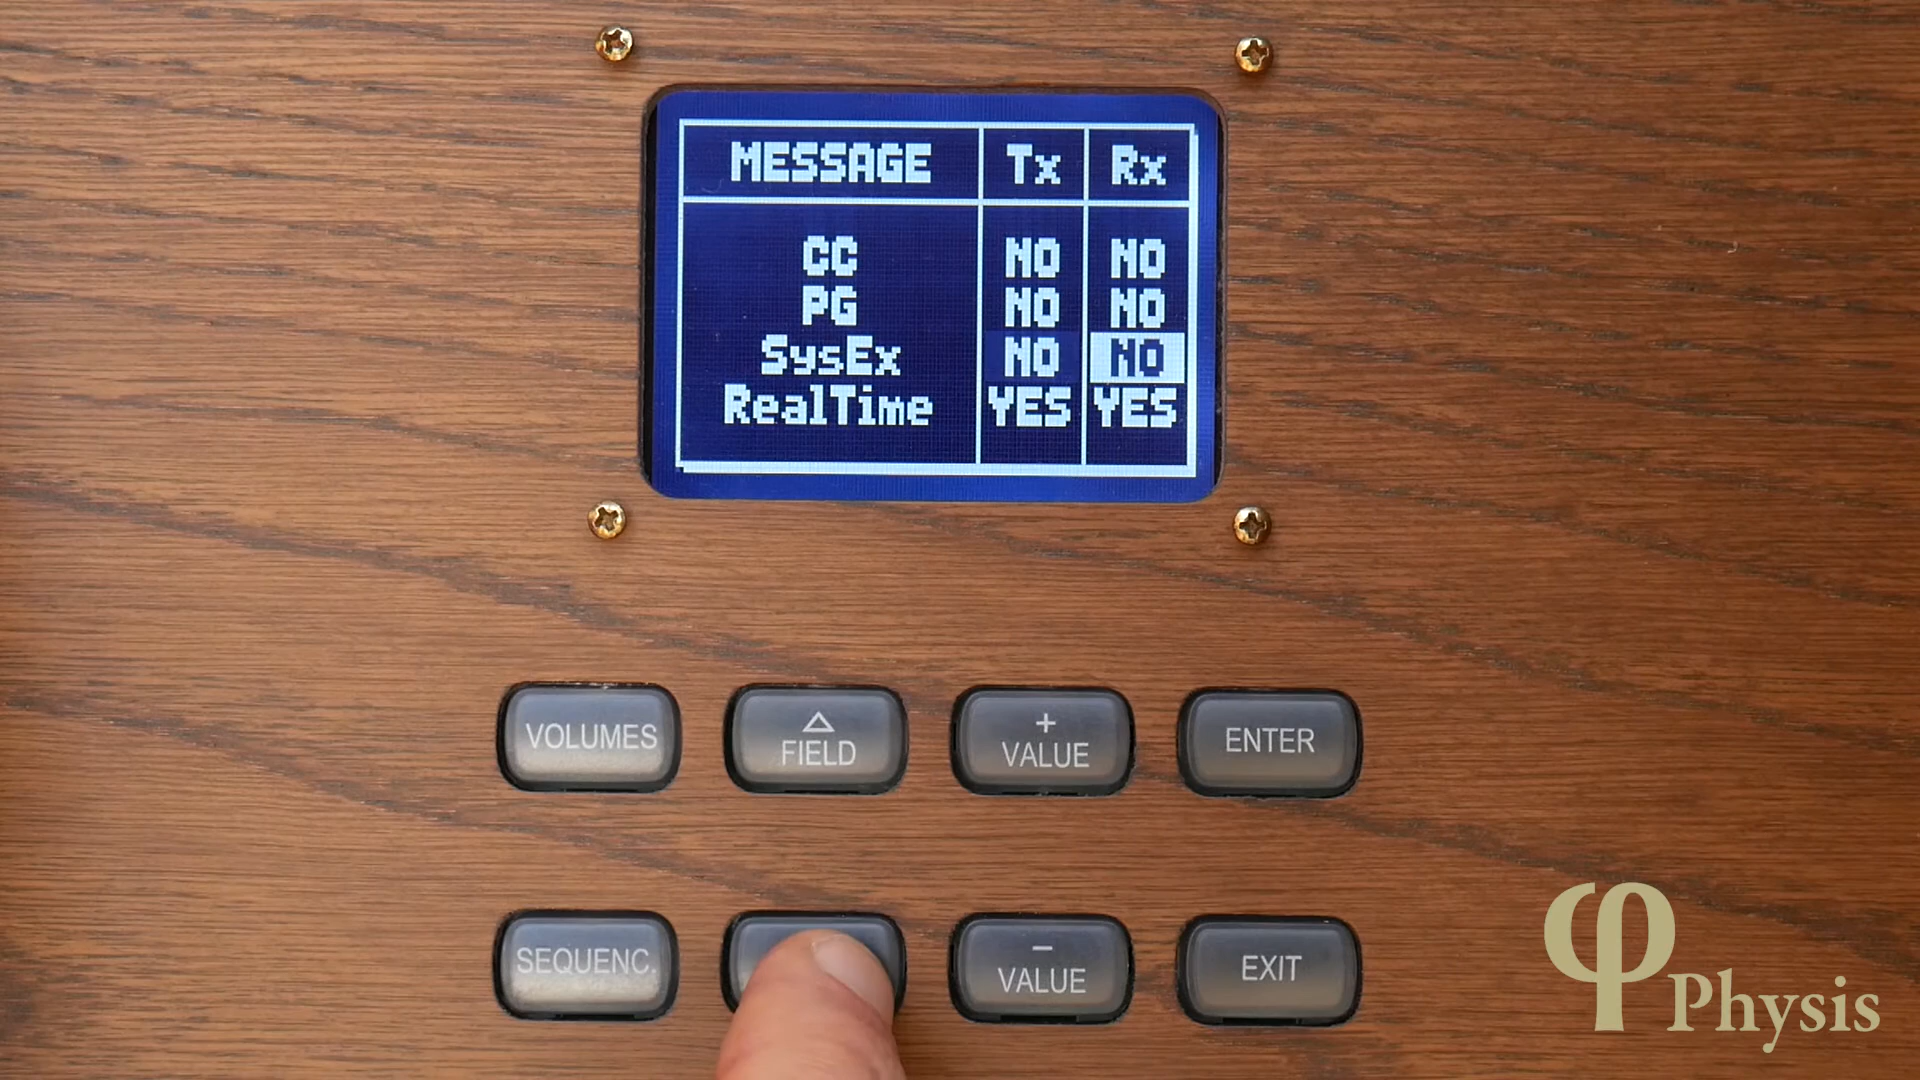 MESSAGE Tx Rx
CC NO NO
PG NO NO
SysEx NO NO
RealTime YES YES
VOLUMES △ FIELD + VALUE ENTER
SEQUENC. − VALUE EXIT
φ Physis